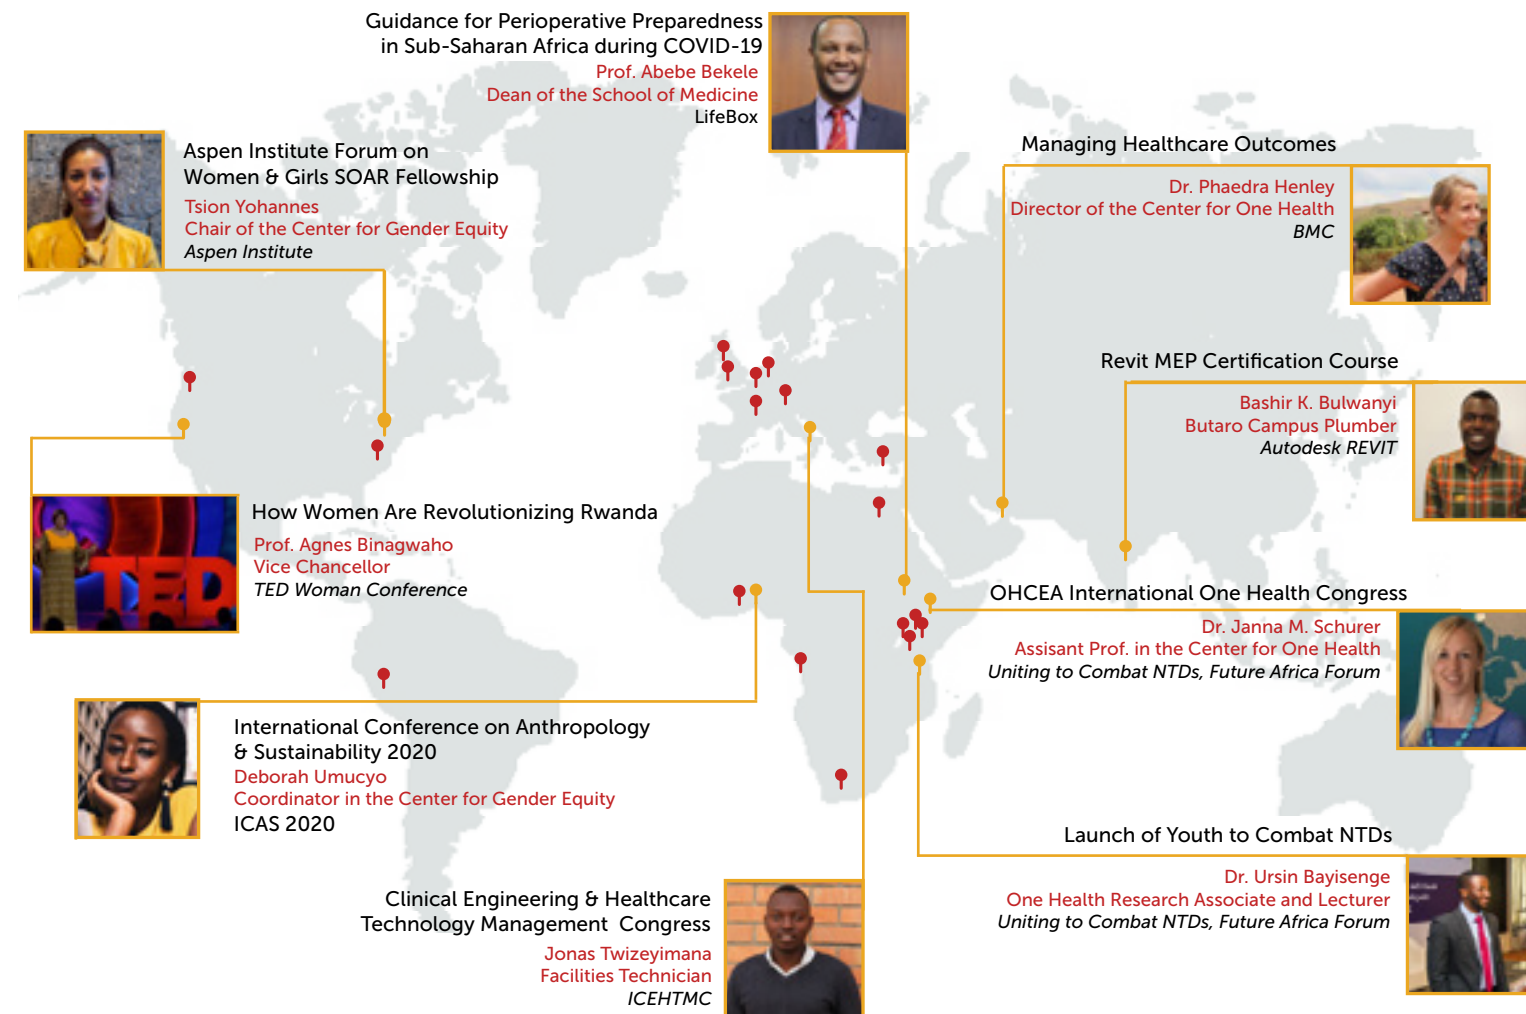 Guidance for Perioperative Preparedness
in Sub-Saharan Africa during COVID-19
Prof. Abebe Bekele
Dean of the School of Medicine
LifeBox
Aspen Institute Forum on
Women & Girls SOAR Fellowship
Tsion Yohannes
Chair of the Center for Gender Equity
Aspen Institute
Managing Healthcare Outcomes
Dr. Phaedra Henley
Director of the Center for One Health
BMC
Revit MEP Certification Course
Bashir K. Bulwanyi
Butaro Campus Plumber
Autodesk REVIT
How Women Are Revolutionizing Rwanda
Prof. Agnes Binagwaho
Vice Chancellor
TED Woman Conference
TED
OHCEA International One Health Congress
Dr. Janna M. Schurer
Assisant Prof. in the Center for One Health
Uniting to Combat NTDs, Future Africa Forum
International Conference on Anthropology
& Sustainability 2020
Deborah Umucyo
Coordinator in the Center for Gender Equity
ICAS 2020
Launch of Youth to Combat NTDs
Dr. Ursin Bayisenge
One Health Research Associate and Lecturer
Uniting to Combat NTDs, Future Africa Forum
Clinical Engineering & Healthcare
Technology Management Congress
Jonas Twizeyimana
Facilities Technician
ICEHTMC